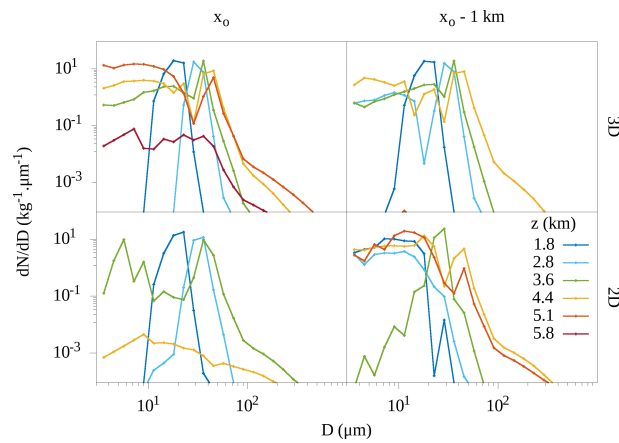 xₒ
xₒ - 1 km
dN/dD (kg⁻¹.μm⁻¹)
10¹
10⁻¹
10⁻³
3D
10¹
10⁻¹
10⁻³
2D
z (km)
1.8
2.8
3.6
4.4
5.1
5.8
10¹
10²
10¹
10²
D (μm)